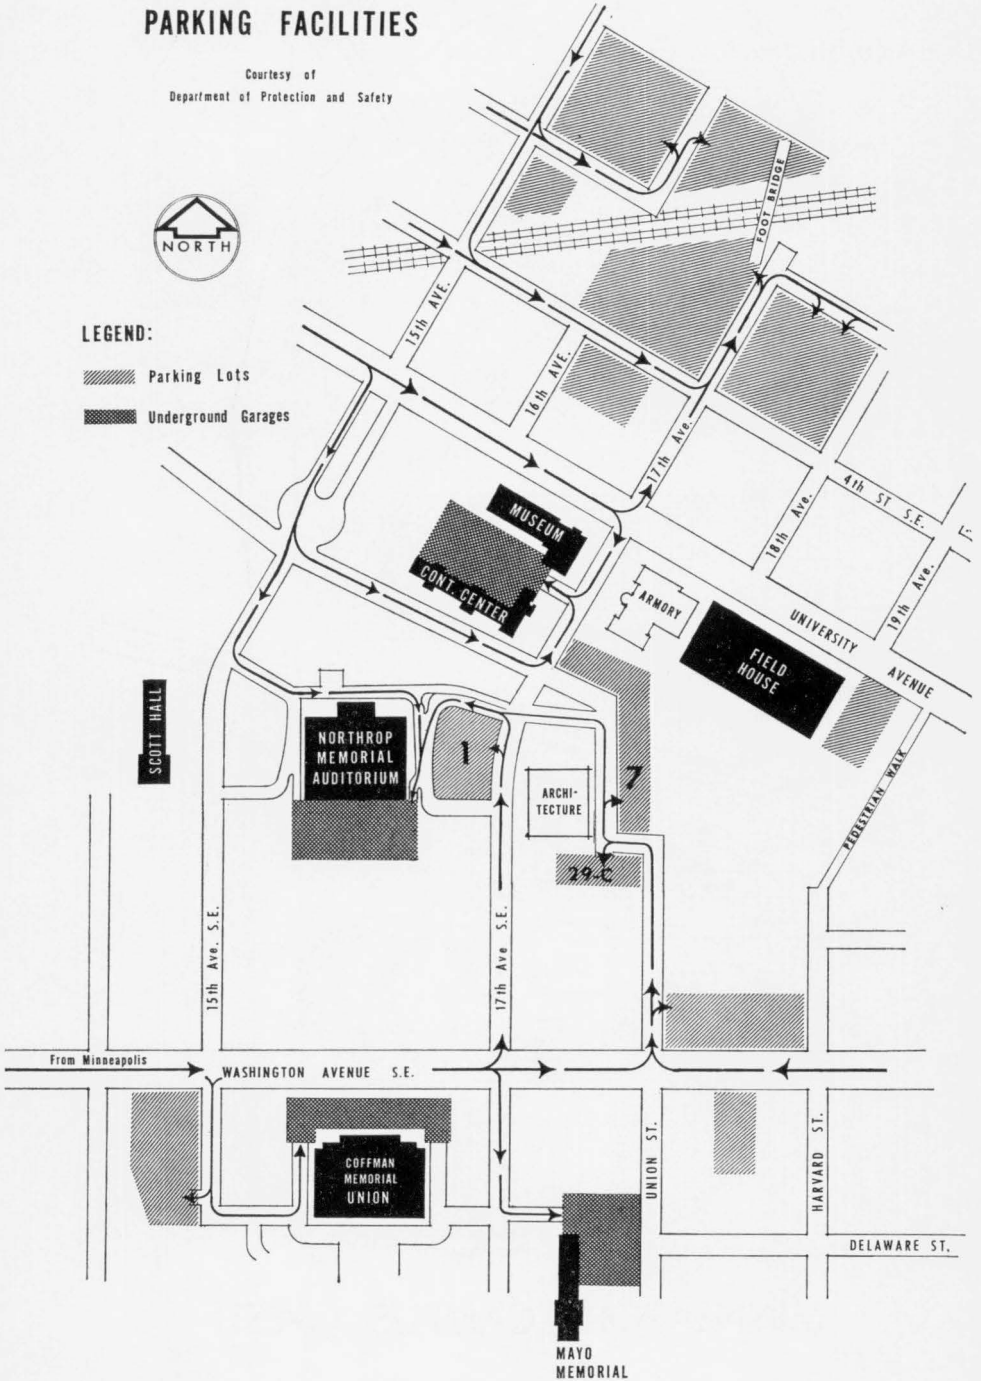 PARKING FACILITIES
Courtesy of
Department of Protection and Safety
NORTH
LEGEND:
Parking Lots
Underground Garages
FOOT BRIDGE
15th AVE.
16th AVE.
17th Ave.
18th Ave.
4th ST S.E.
19th Ave.
MUSEUM
CONT. CENTER
ARMORY
FIELD
HOUSE
UNIVERSITY
AVENUE
PEDESTRIAN WALK
SCOTT HALL
NORTHROP
MEMORIAL
AUDITORIUM
1
ARCHI-
TECTURE
7
29-C
15th Ave. S.E.
17th Ave S.E.
From Minneapolis
WASHINGTON AVENUE S.E.
COFFMAN
MEMORIAL
UNION
UNION ST.
HARVARD ST.
DELAWARE ST.
MAYO
MEMORIAL